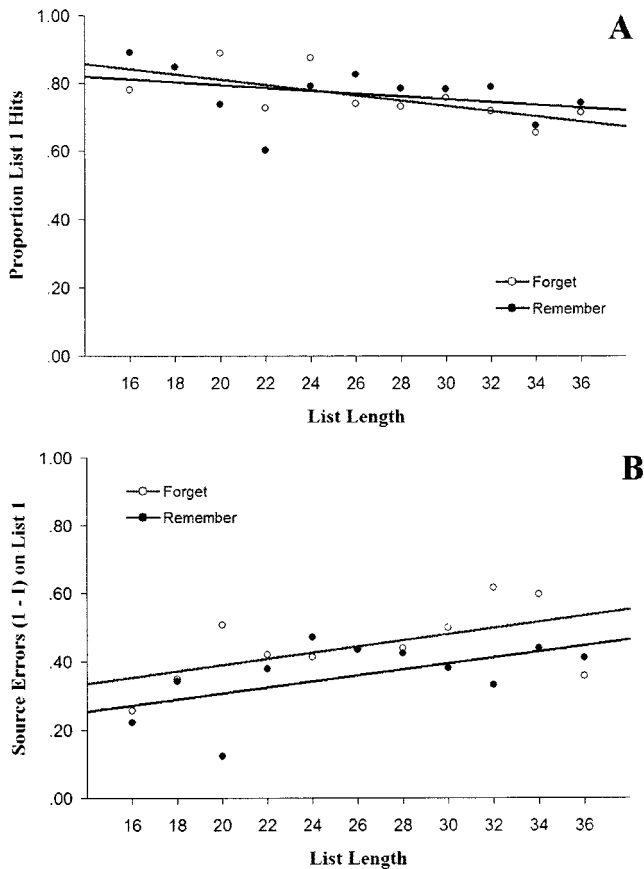 A
Proportion List 1 Hits
1.00
.80
.60
.40
.20
.00
Forget
Remember
16 18 20 22 24 26 28 30 32 34 36
List Length
B
Source Errors (1 - I) on List 1
1.00
.80
.60
.40
.20
.00
Forget
Remember
16 18 20 22 24 26 28 30 32 34 36
List Length